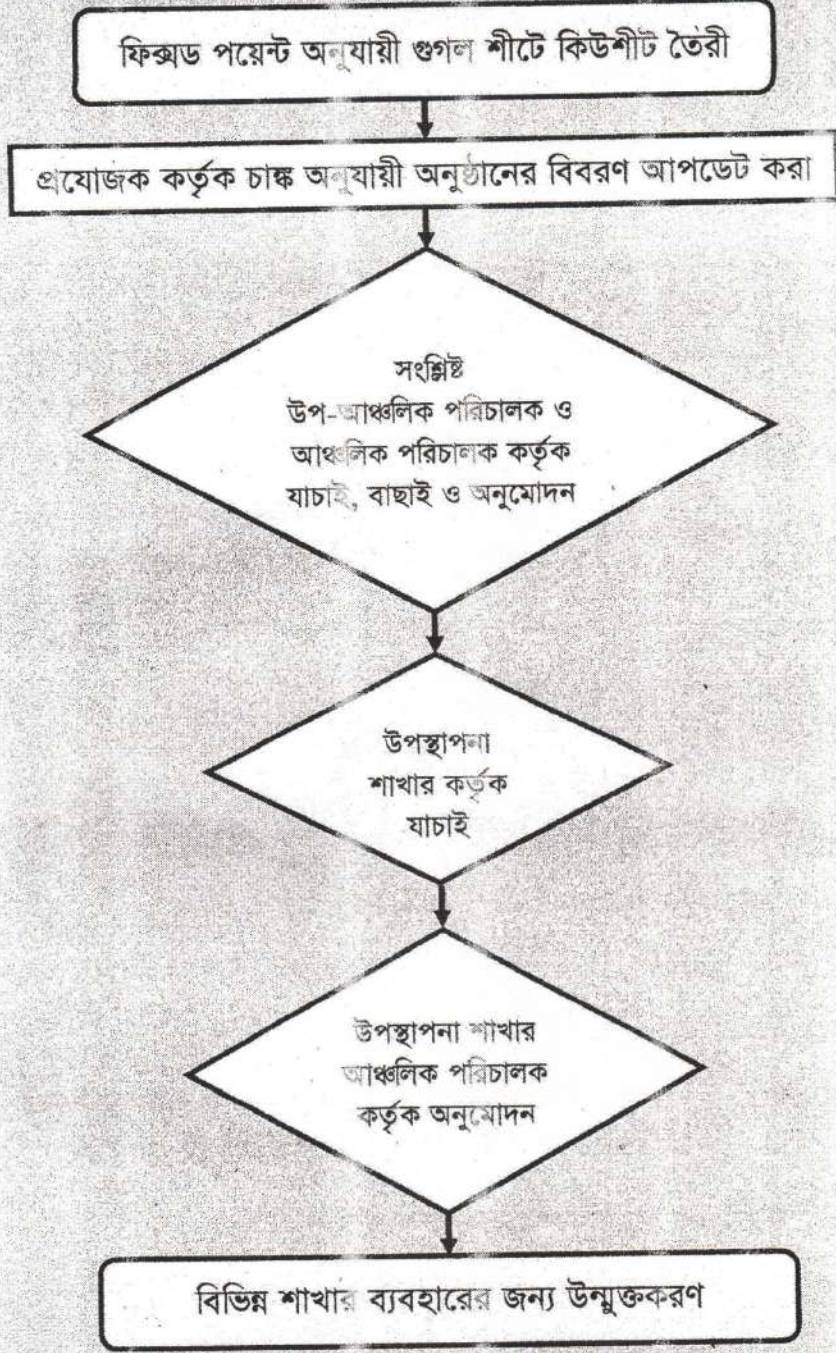 ফিক্সড পয়েন্ট অনুযায়ী গুগল শীটে কিউশীট তৈরী
প্রযোজক কর্তৃক চাঙ্ক অনুযায়ী অনুষ্ঠানের বিবরণ আপডেট করা
সংশ্লিষ্ট
উপ-আঞ্চলিক পরিচালক ও
আঞ্চলিক পরিচালক কর্তৃক
যাচাই, বাছাই ও অনুমোদন
উপস্থাপনা
শাখার কর্তৃক
যাচাই
উপস্থাপনা শাখার
আঞ্চলিক পরিচালক
কর্তৃক অনুমোদন
বিভিন্ন শাখার ব্যবহারের জন্য উন্মুক্তকরণ